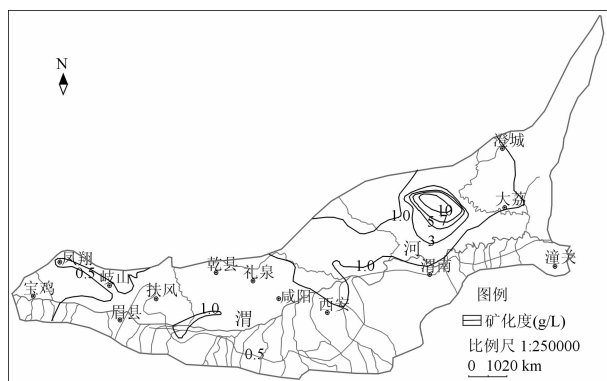 N
澄城
大荔
1.0
10
5
7
3
河
1.0
渭南
潼关
凤翔
0.5
岐山
宝鸡
乾县
礼泉
扶风
咸阳
眉县
1.0
渭
西安
0.5
图例
矿化度(g/L)
比例尺 1:250000
0 1020 km